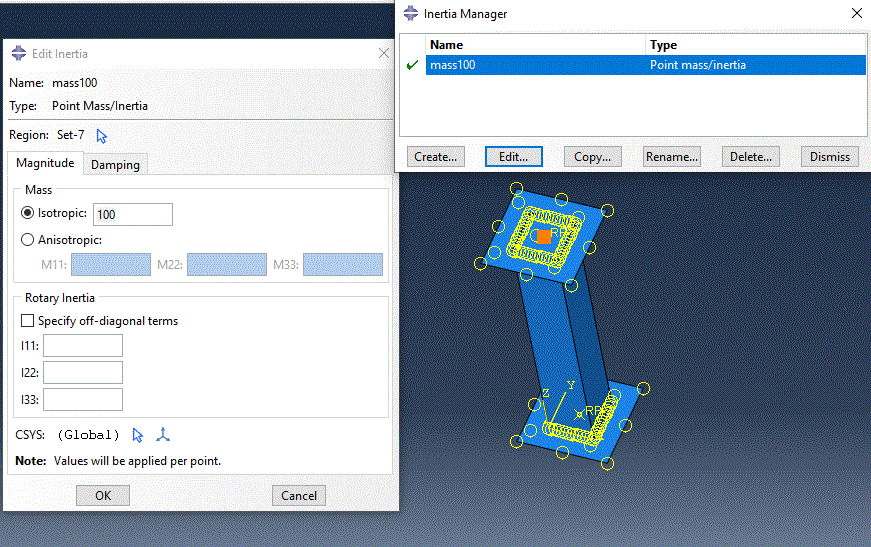 Inertia Manager
Name Type
mass100 Point mass/inertia
Create... Edit... Copy... Rename... Delete... Dismiss
Edit Inertia
Name: mass100
Type: Point Mass/Inertia
Region: Set-7
Magnitude Damping
Mass
Isotropic: 100
Anisotropic:
M11: M22: M33:
Rotary Inertia
Specify off-diagonal terms
I11:
I22:
I33:
CSYS: (Global)
Note: Values will be applied per point.
OK Cancel
Z Y